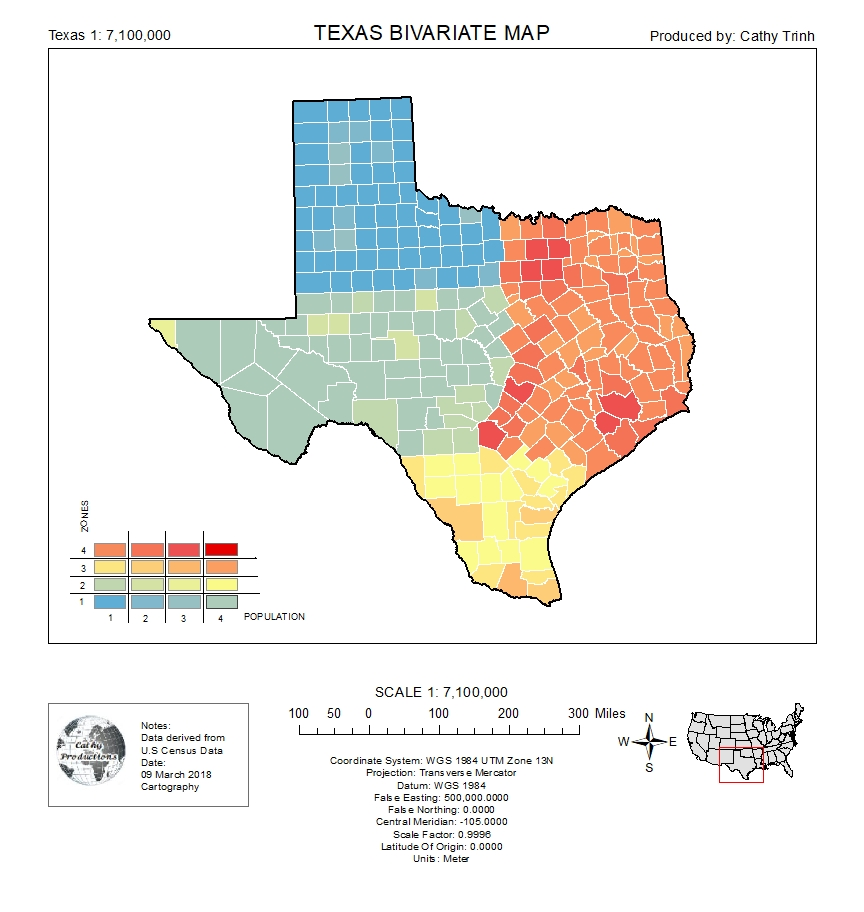 Texas 1: 7,100,000
TEXAS BIVARIATE MAP
Produced by: Cathy Trinh
ZONES
4
3
2
1
1 2 3 4
POPULATION
SCALE 1: 7,100,000
100 50 0 100 200 300 Miles
Cathy
Productions
Notes:
Data derived from
U.S Census Data
Date:
09 March 2018
Cartography
Coordinate System: WGS 1984 UTM Zone 13N
Projection: Transverse Mercator
Datum: WGS 1984
False Easting: 500,000.0000
False Northing: 0.0000
Central Meridian: -105.0000
Scale Factor: 0.9996
Latitude Of Origin: 0.0000
Units: Meter
N
W E
S